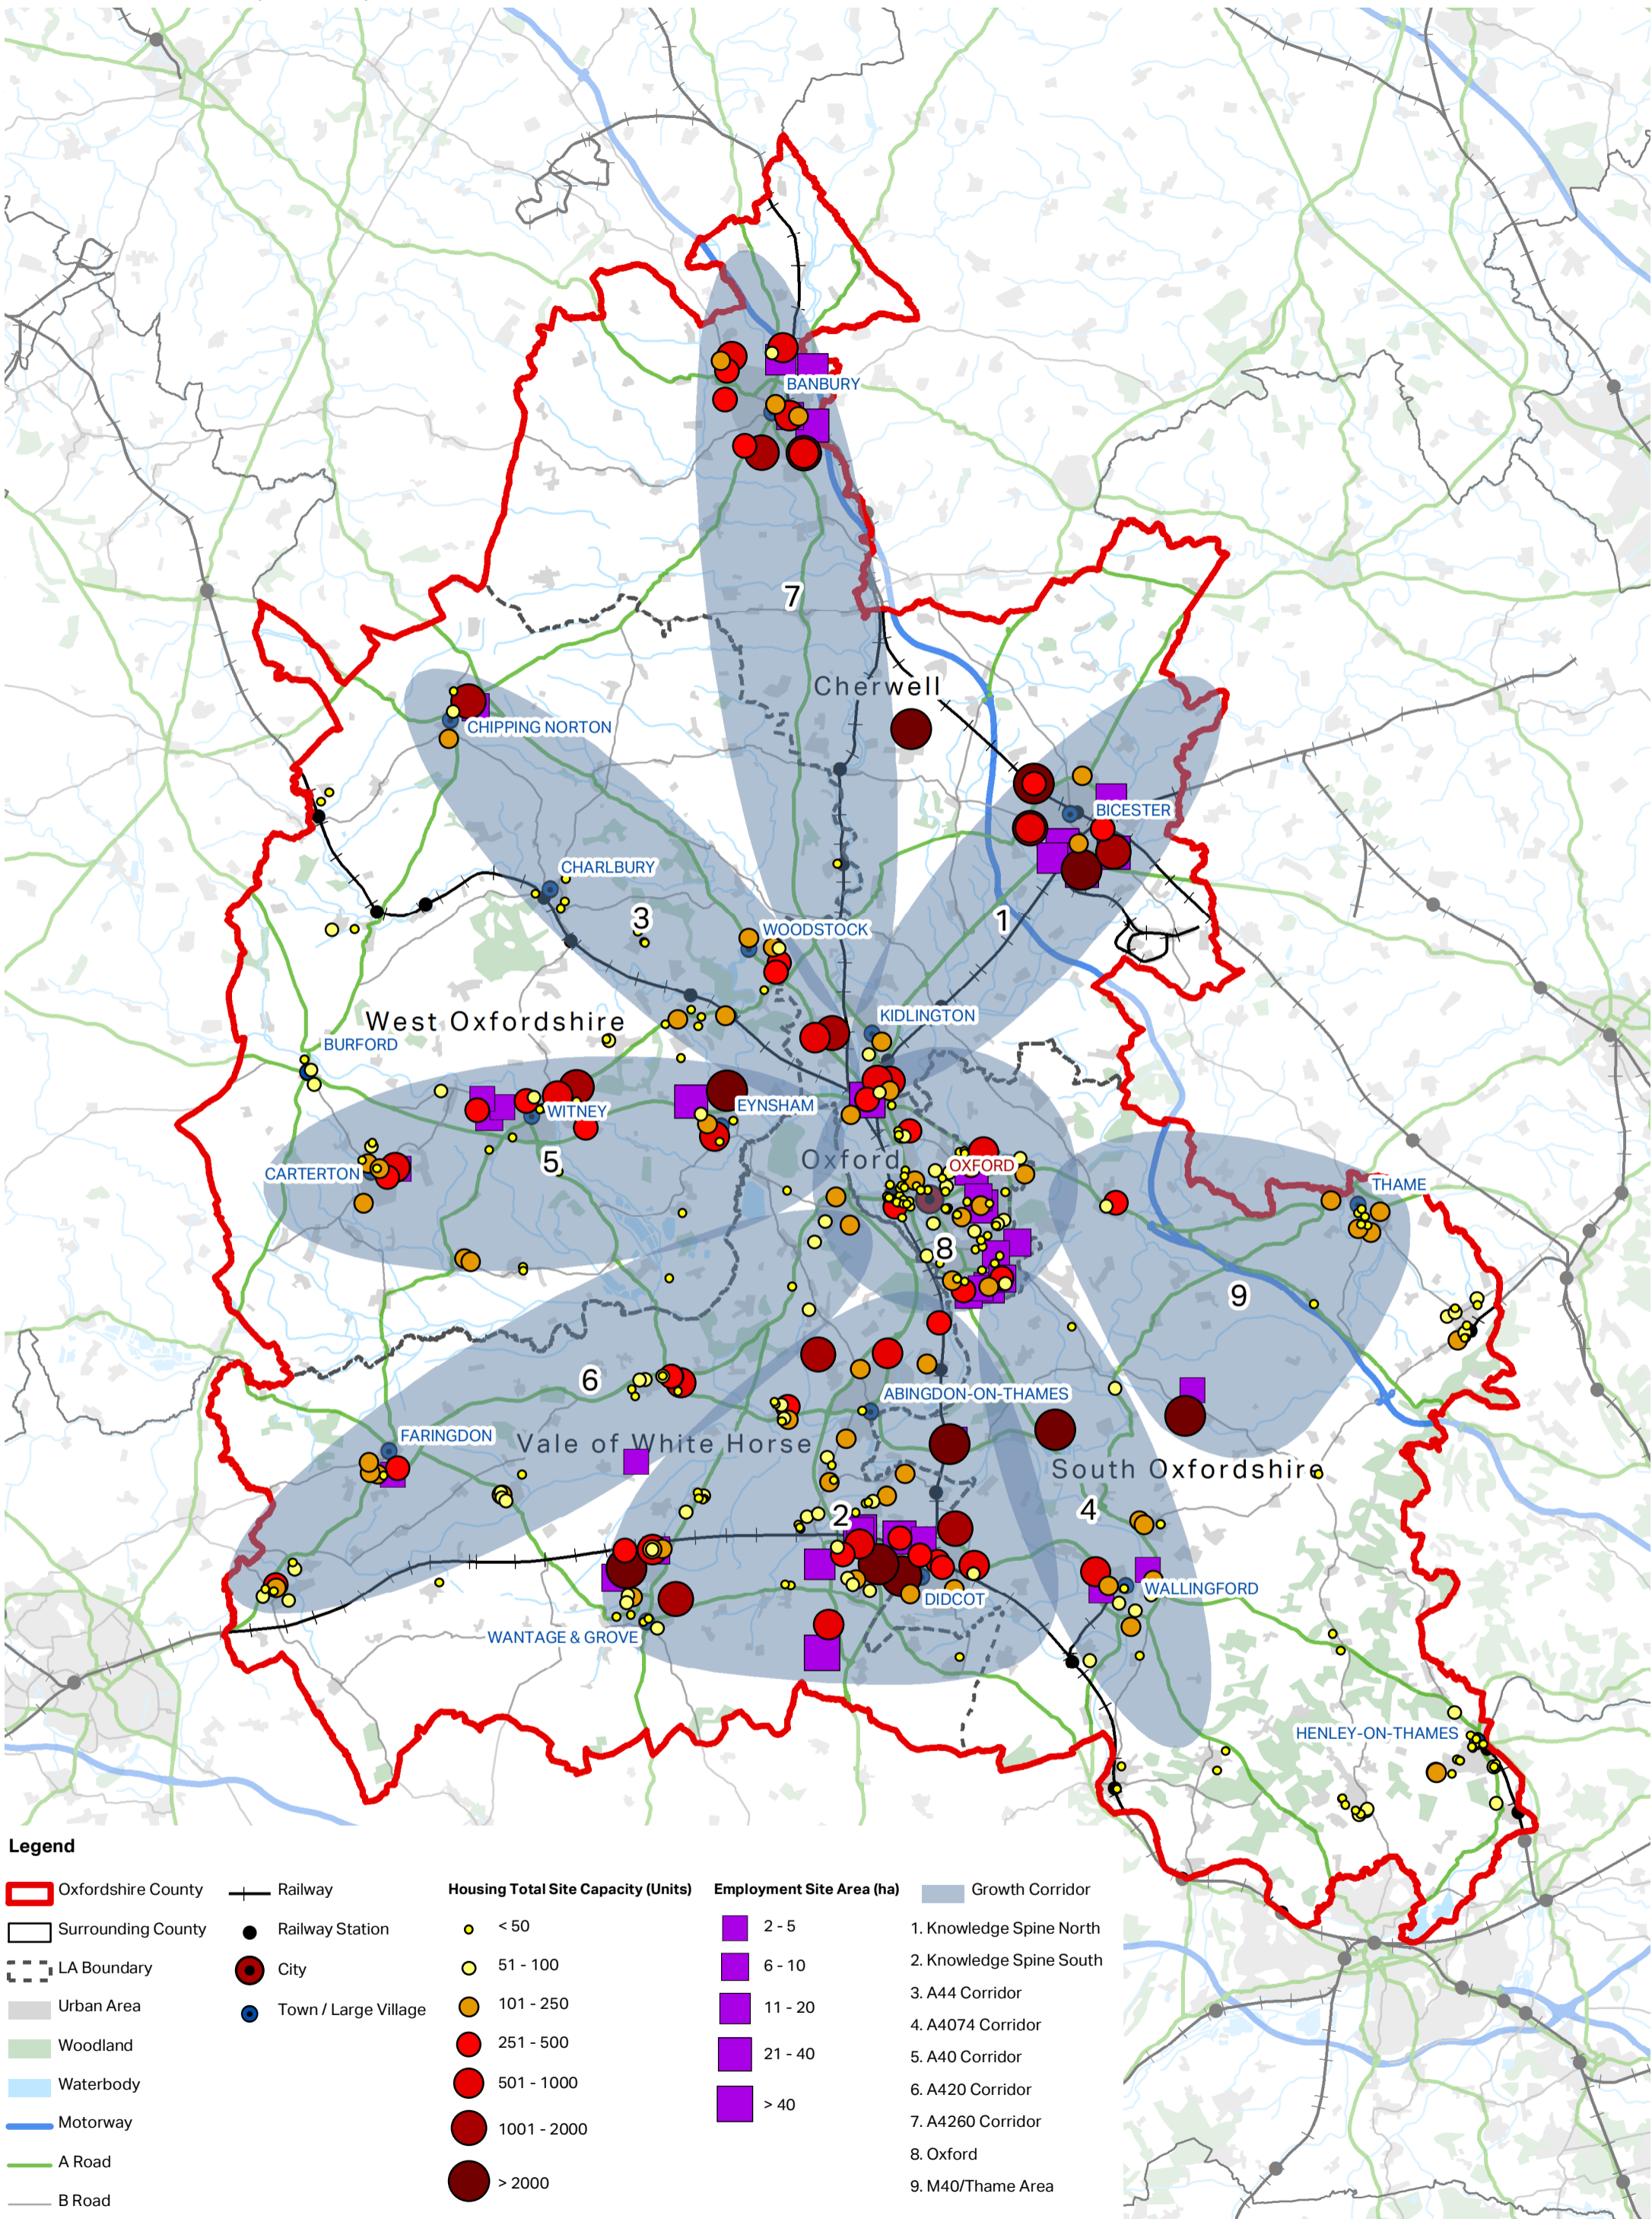 BANBURY
7
Cherwell
CHIPPING NORTON
BICESTER
CHARLBURY
3
1
WOODSTOCK
KIDLINGTON
West Oxfordshire
BURFORD
EYNSHAM
WITNEY
Oxford
OXFORD
5
CARTERTON
THAME
8
9
6
ABINGDON-ON-THAMES
FARINGDON
Vale of White Horse
South Oxfordshire
2
4
WALLINGFORD
DIDCOT
WANTAGE & GROVE
HENLEY-ON-THAMES
Legend
Oxfordshire County
Surrounding County
LA Boundary
Urban Area
Woodland
Waterbody
Motorway
A Road
B Road
Railway
Railway Station
City
Town / Large Village
Housing Total Site Capacity (Units)
< 50
51 - 100
101 - 250
251 - 500
501 - 1000
1001 - 2000
> 2000
Employment Site Area (ha)
2 - 5
6 - 10
11 - 20
21 - 40
> 40
Growth Corridor
1. Knowledge Spine North
2. Knowledge Spine South
3. A44 Corridor
4. A4074 Corridor
5. A40 Corridor
6. A420 Corridor
7. A4260 Corridor
8. Oxford
9. M40/Thame Area